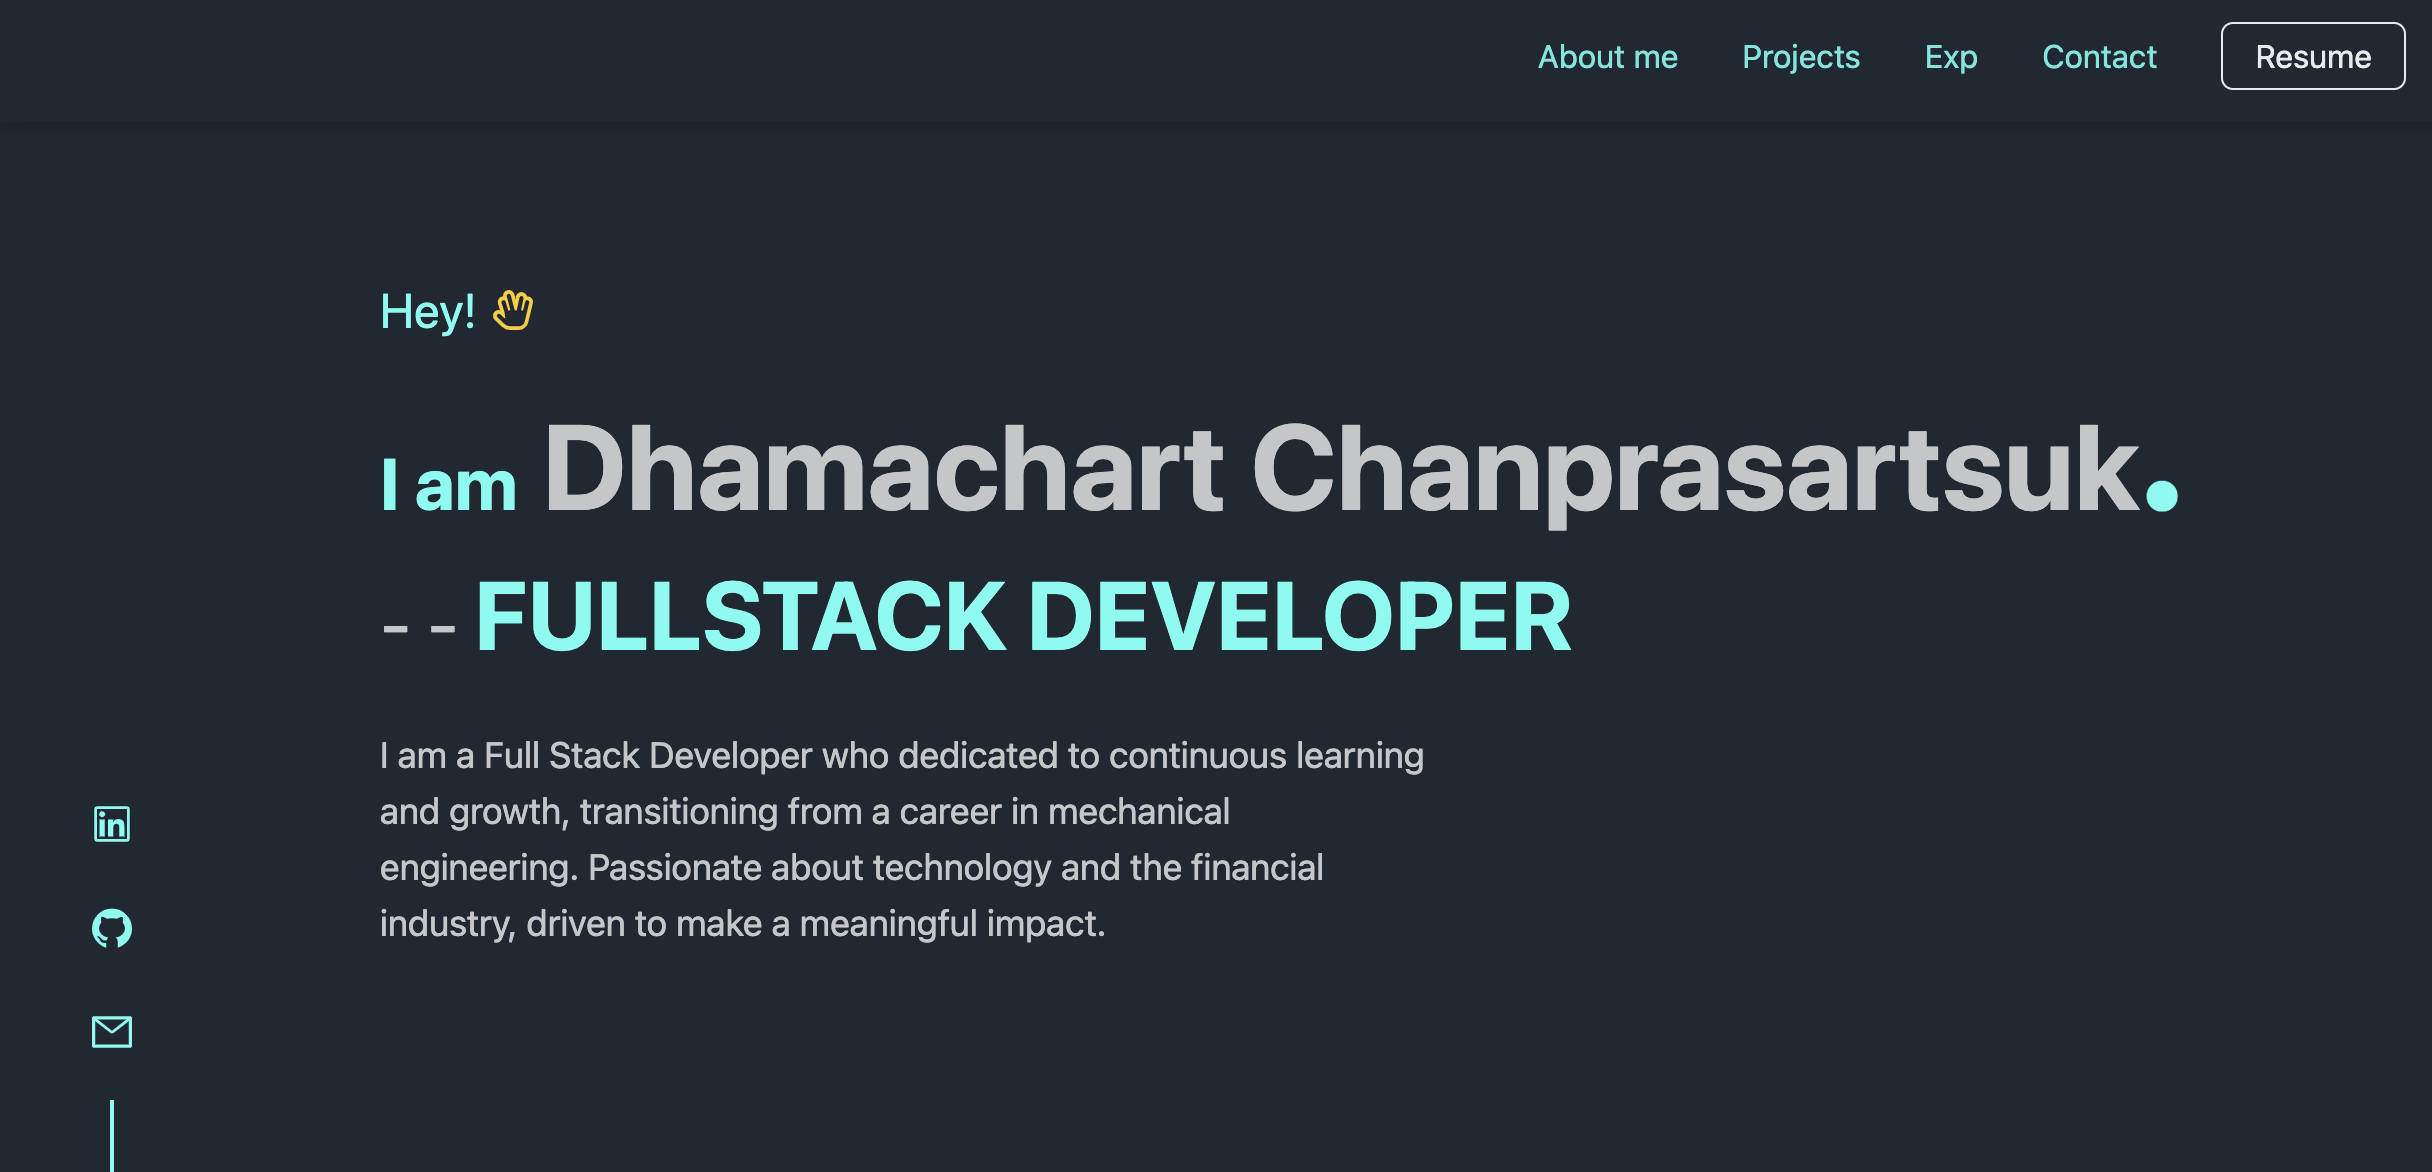 About me
Projects
Exp
Contact
Resume
Hey!
I am Dhamachart Chanprasartsuk.
- - FULLSTACK DEVELOPER
I am a Full Stack Developer who dedicated to continuous learning
and growth, transitioning from a career in mechanical
engineering. Passionate about technology and the financial
industry, driven to make a meaningful impact.
in